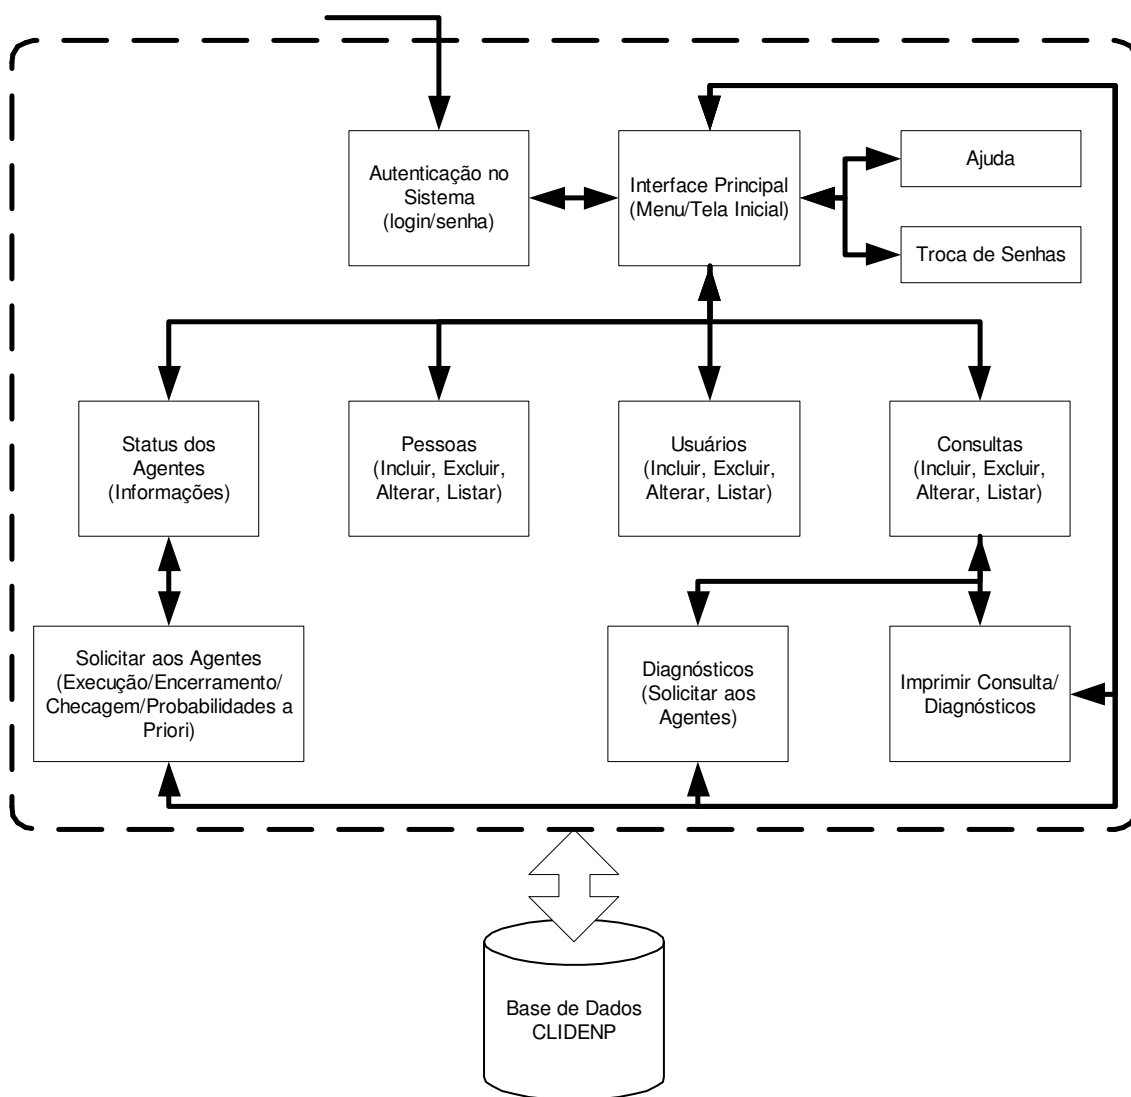 Autenticação no
Sistema
(login/senha)
Interface Principal
(Menu/Tela Inicial)
Ajuda
Troca de Senhas
Status dos
Agentes
(Informações)
Pessoas
(Incluir, Excluir,
Alterar, Listar)
Usuários
(Incluir, Excluir,
Alterar, Listar)
Consultas
(Incluir, Excluir,
Alterar, Listar)
Solicitar aos Agentes
(Execução/Encerramento/
Checagem/Probabilidades a
Priori)
Diagnósticos
(Solicitar aos
Agentes)
Imprimir Consulta/
Diagnósticos
Base de Dados
CLIDENP